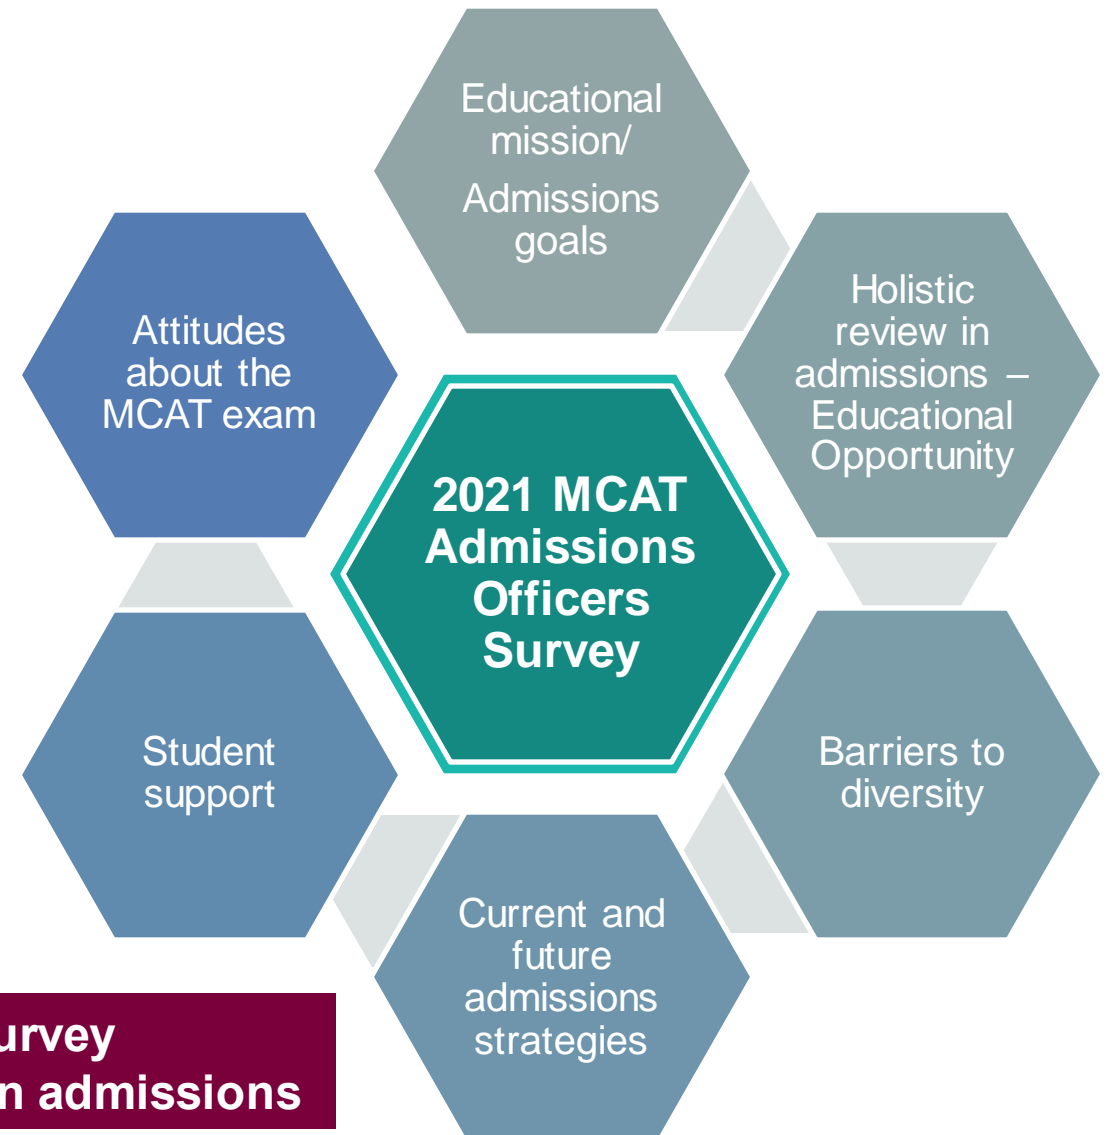 Educational
mission/
Admissions
goals
Holistic
review in
admissions –
Educational
Opportunity
Attitudes
about the
MCAT exam
2021 MCAT
Admissions
Officers
Survey
Student
support
Barriers to
diversity
Current and
future
admissions
strategies
admissions